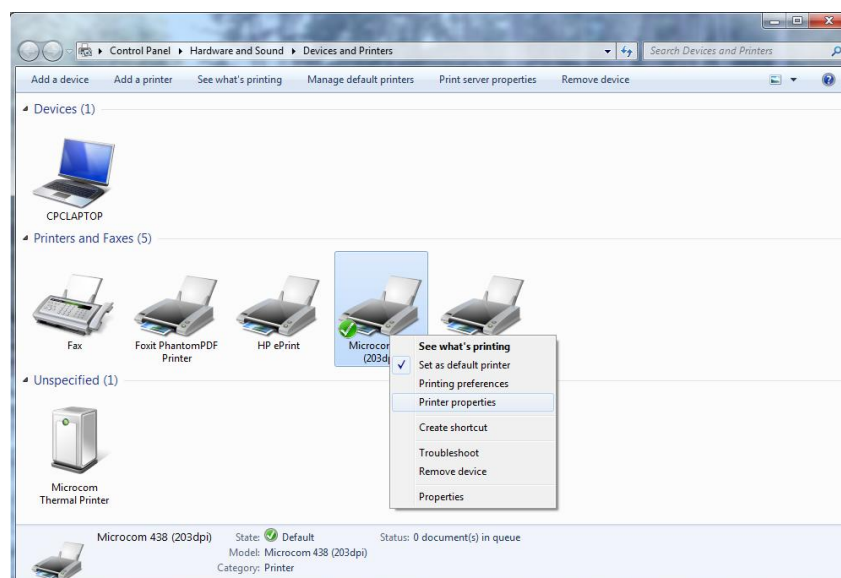 Control Panel ▸ Hardware and Sound ▸ Devices and Printers
Search Devices and Printers
Add a device Add a printer See what's printing Manage default printers Print server properties Remove device
Devices (1)
CPCLAPTOP
Printers and Faxes (5)
Fax
Foxit PhantomPDF
Printer
HP ePrint
Microcom
(203dp
See what's printing
Set as default printer
Printing preferences
Printer properties
Create shortcut
Troubleshoot
Remove device
Properties
Unspecified (1)
Microcom
Thermal Printer
Microcom 438 (203dpi) State: Default Status: 0 document(s) in queue
Model: Microcom 438 (203dpi)
Category: Printer